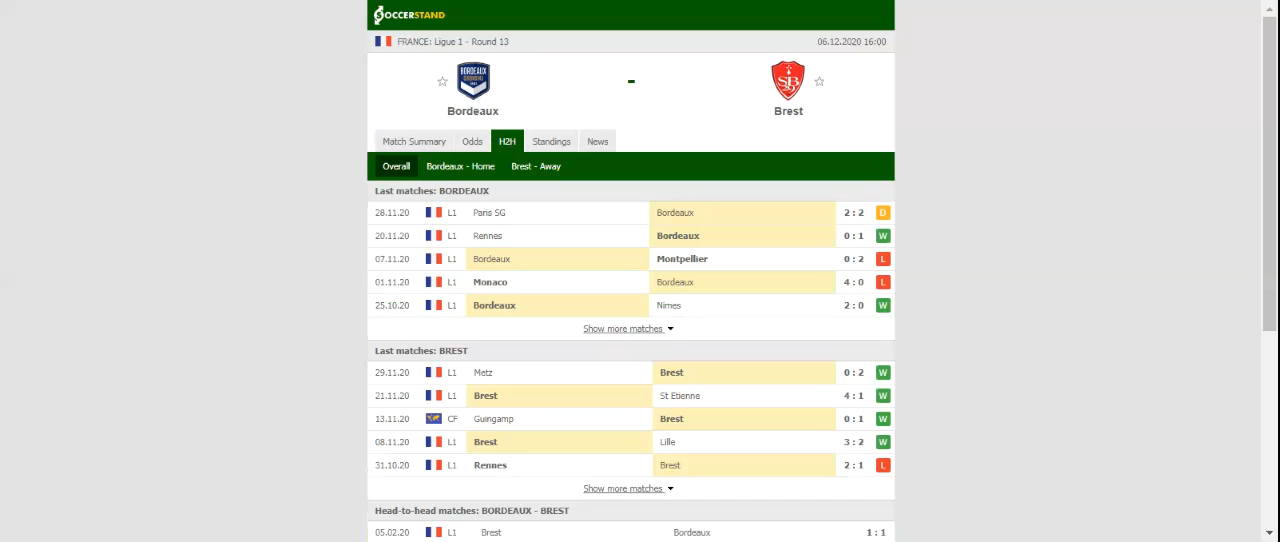 SOCCERSTAND
FRANCE: Ligue 1 - Round 13 06.12.2020 16:00
BORDEAUX
SB
-
Bordeaux Brest
Match Summary Odds H2H Standings News
Overall Bordeaux - Home Brest - Away
Last matches: BORDEAUX
28.11.20 L1 Paris SG Bordeaux 2 : 2 D
20.11.20 L1 Rennes Bordeaux 0 : 1 W
07.11.20 L1 Bordeaux Montpellier 0 : 2 L
01.11.20 L1 Monaco Bordeaux 4 : 0 L
25.10.20 L1 Bordeaux Nimes 2 : 0 W
Show more matches
Last matches: BREST
29.11.20 L1 Metz Brest 0 : 2 W
21.11.20 L1 Brest St Etienne 4 : 1 W
13.11.20 CF Guingamp Brest 0 : 1 W
08.11.20 L1 Brest Lille 3 : 2 W
31.10.20 L1 Rennes Brest 2 : 1 L
Show more matches
Head-to-head matches: BORDEAUX - BREST
05.02.20 L1 Brest Bordeaux 1 : 1